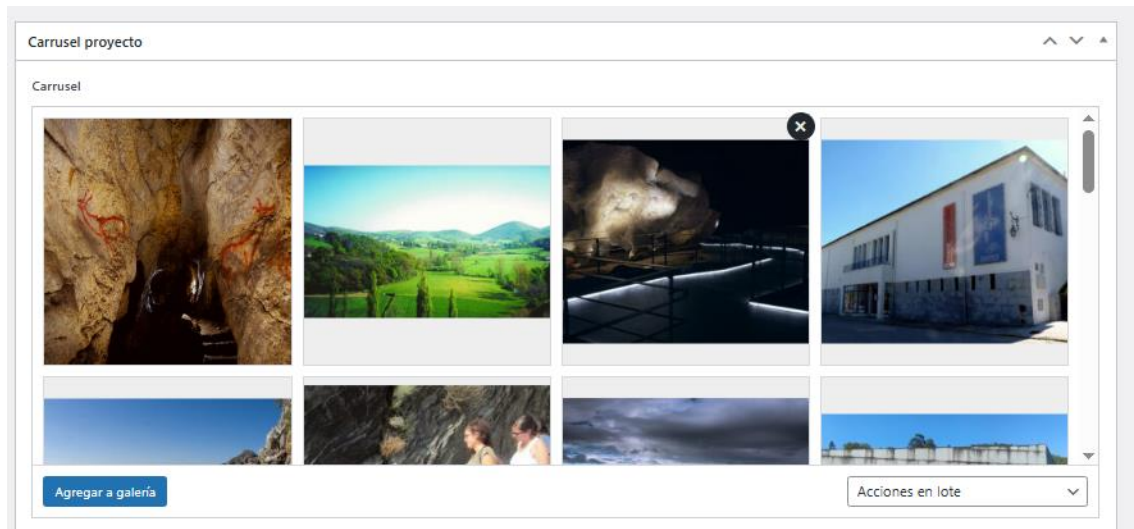 Carrusel proyecto
Carrusel
Agregar a galería
Acciones en lote